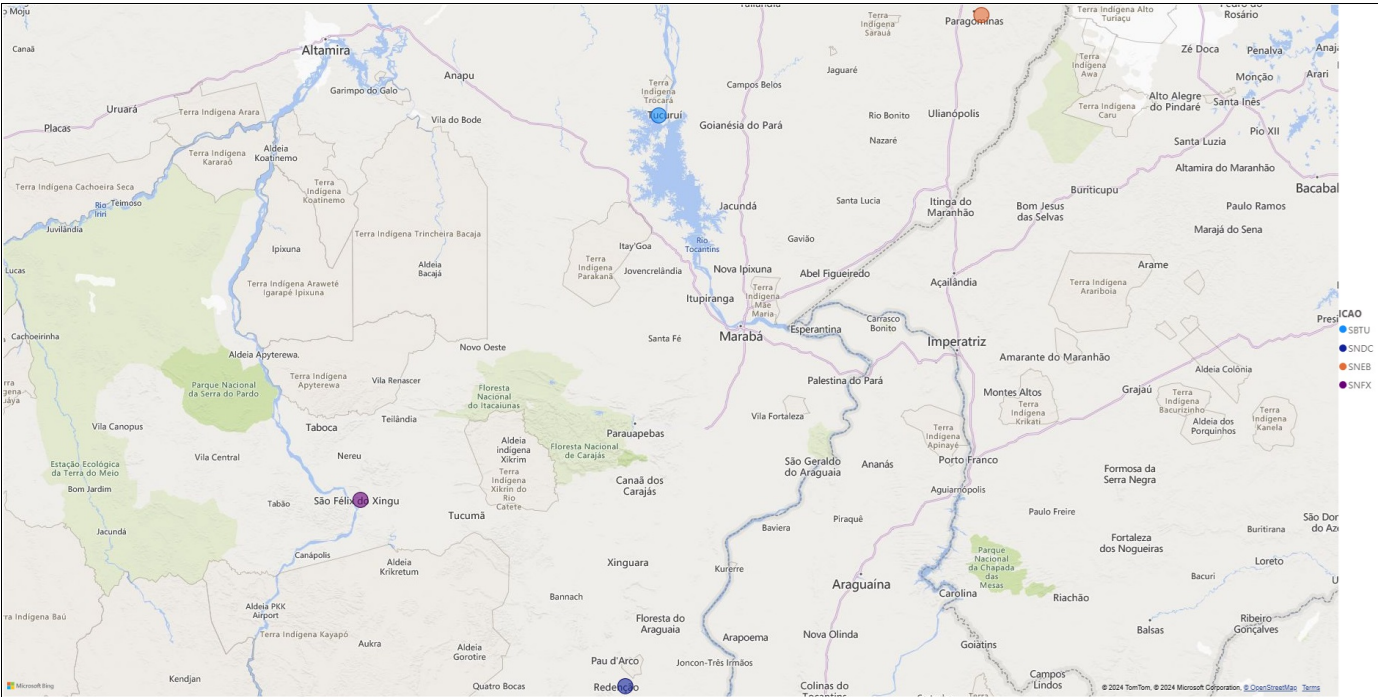 Moju
Tailândia
Terra Indígena Alto
Turiaçu
Pedro do
Rosário
Canaã
Altamira
Terra
Indígena
Sarauá
Paragominas
Zé Doca
Penalva
Anaj
Anapu
Garimpo do Galo
Terra
Indígena
Trocará
Campos Belos
Jaguaré
Terra
Indígena
Awa
Monção
Arari
Uruará
Terra Indígena Arara
Placas
Vila do Bode
Tucuruí
Goianésia do Pará
Rio Bonito
Ulianópolis
Terra
Indígena
Caru
Alto Alegre
do Pindaré
Santa Inês
Pio XII
Nazaré
Santa Luzia
Terra Indígena
Kararaô
Aldeia
Koatinemo
Altamira do Maranhão
Terra Indígena Cachoeira Seca
Terra
Indígena
Koatinemo
Buriticupu
Bacabal
Rio
Iriri
Teimoso
Jacundá
Santa Lucia
Itinga do
Maranhão
Bom Jesus
das Selvas
Paulo Ramos
Juvilândia
Terra Indígena Trincheira Bacaja
Marajá do Sena
Ipixuna
Itay'Goa
Rio
Tocantins
Gavião
Lucas
Aldeia
Bacajá
Terra
Indígena
Parakanã
Jovencrelândia
Nova Ipixuna
Abel Figueiredo
Arame
Terra Indígena Araweté
Igarapé Ipixuna
Açailândia
Terra
Indígena
Arariboia
Itupiranga
Terra
Indígena
Mãe
Maria
Presi
ICAO
SBTU
SNDC
SNEB
SNFX
Cachoeirinha
Santa Fé
Marabá
Esperantina
Carrasco
Bonito
Imperatriz
Aldeia Apyterewa.
Novo Oeste
Amarante do Maranhão
Aldeia Colônia
Parque Nacional
da Serra do Pardo
Terra Indígena
Apyterewa
Vila Renascer
Floresta
Nacional
do Itacaiunas
Palestina do Pará
Montes Altos
Grajaú
Terra
Indígena
Krikati
Terra
Indígena
Bacurizinho
Terra
Indígena
Kanela
Vila Canopus
Taboca
Teilândia
Parauapebas
Vila Fortaleza
Terra
Indígena
Apinayé
Aldeia dos
Porquinhos
Vila Central
Nereu
Aldeia
indígena
Xikrim
Floresta Nacional
de Carajás
Estação Ecológica
da Terra do Meio
Bom Jardim
Terra
Indígena
Xikrin do
Rio
Catete
Canaã dos
Carajás
São Geraldo
do Araguaia
Ananás
Porto Franco
Formosa da
Serra Negra
Aguiarnópolis
Tabão
São Félix do Xingu
Tucumã
Piraquê
Paulo Freire
São Dor
do Az
Jacundá
Baviera
Buritirana
Canápolis
Aldeia
Krikretum
Xinguara
Kurerre
Parque
Nacional
da Chapada
das
Mesas
Fortaleza
dos Nogueiras
Loreto
Bannach
Araguaína
Bacuri
Carolina
Riachão
Aldeia PKK
Airport
rra Indígena Baú
Terra Indígena Kayapó
Floresta do
Araguaia
Arapoema
Nova Olinda
Balsas
Ribeiro
Gonçalves
Aukra
Aldeia
Gorotire
Goiatins
Pau d'Arco
Joncon-Três Irmãos
Kendjan
Quatro Bocas
Redenção
Colinas do
Tocantins
Campos
Lindos
Microsoft Bing
© 2024 TomTom, © 2024 Microsoft Corporation, © OpenStreetMap Terms